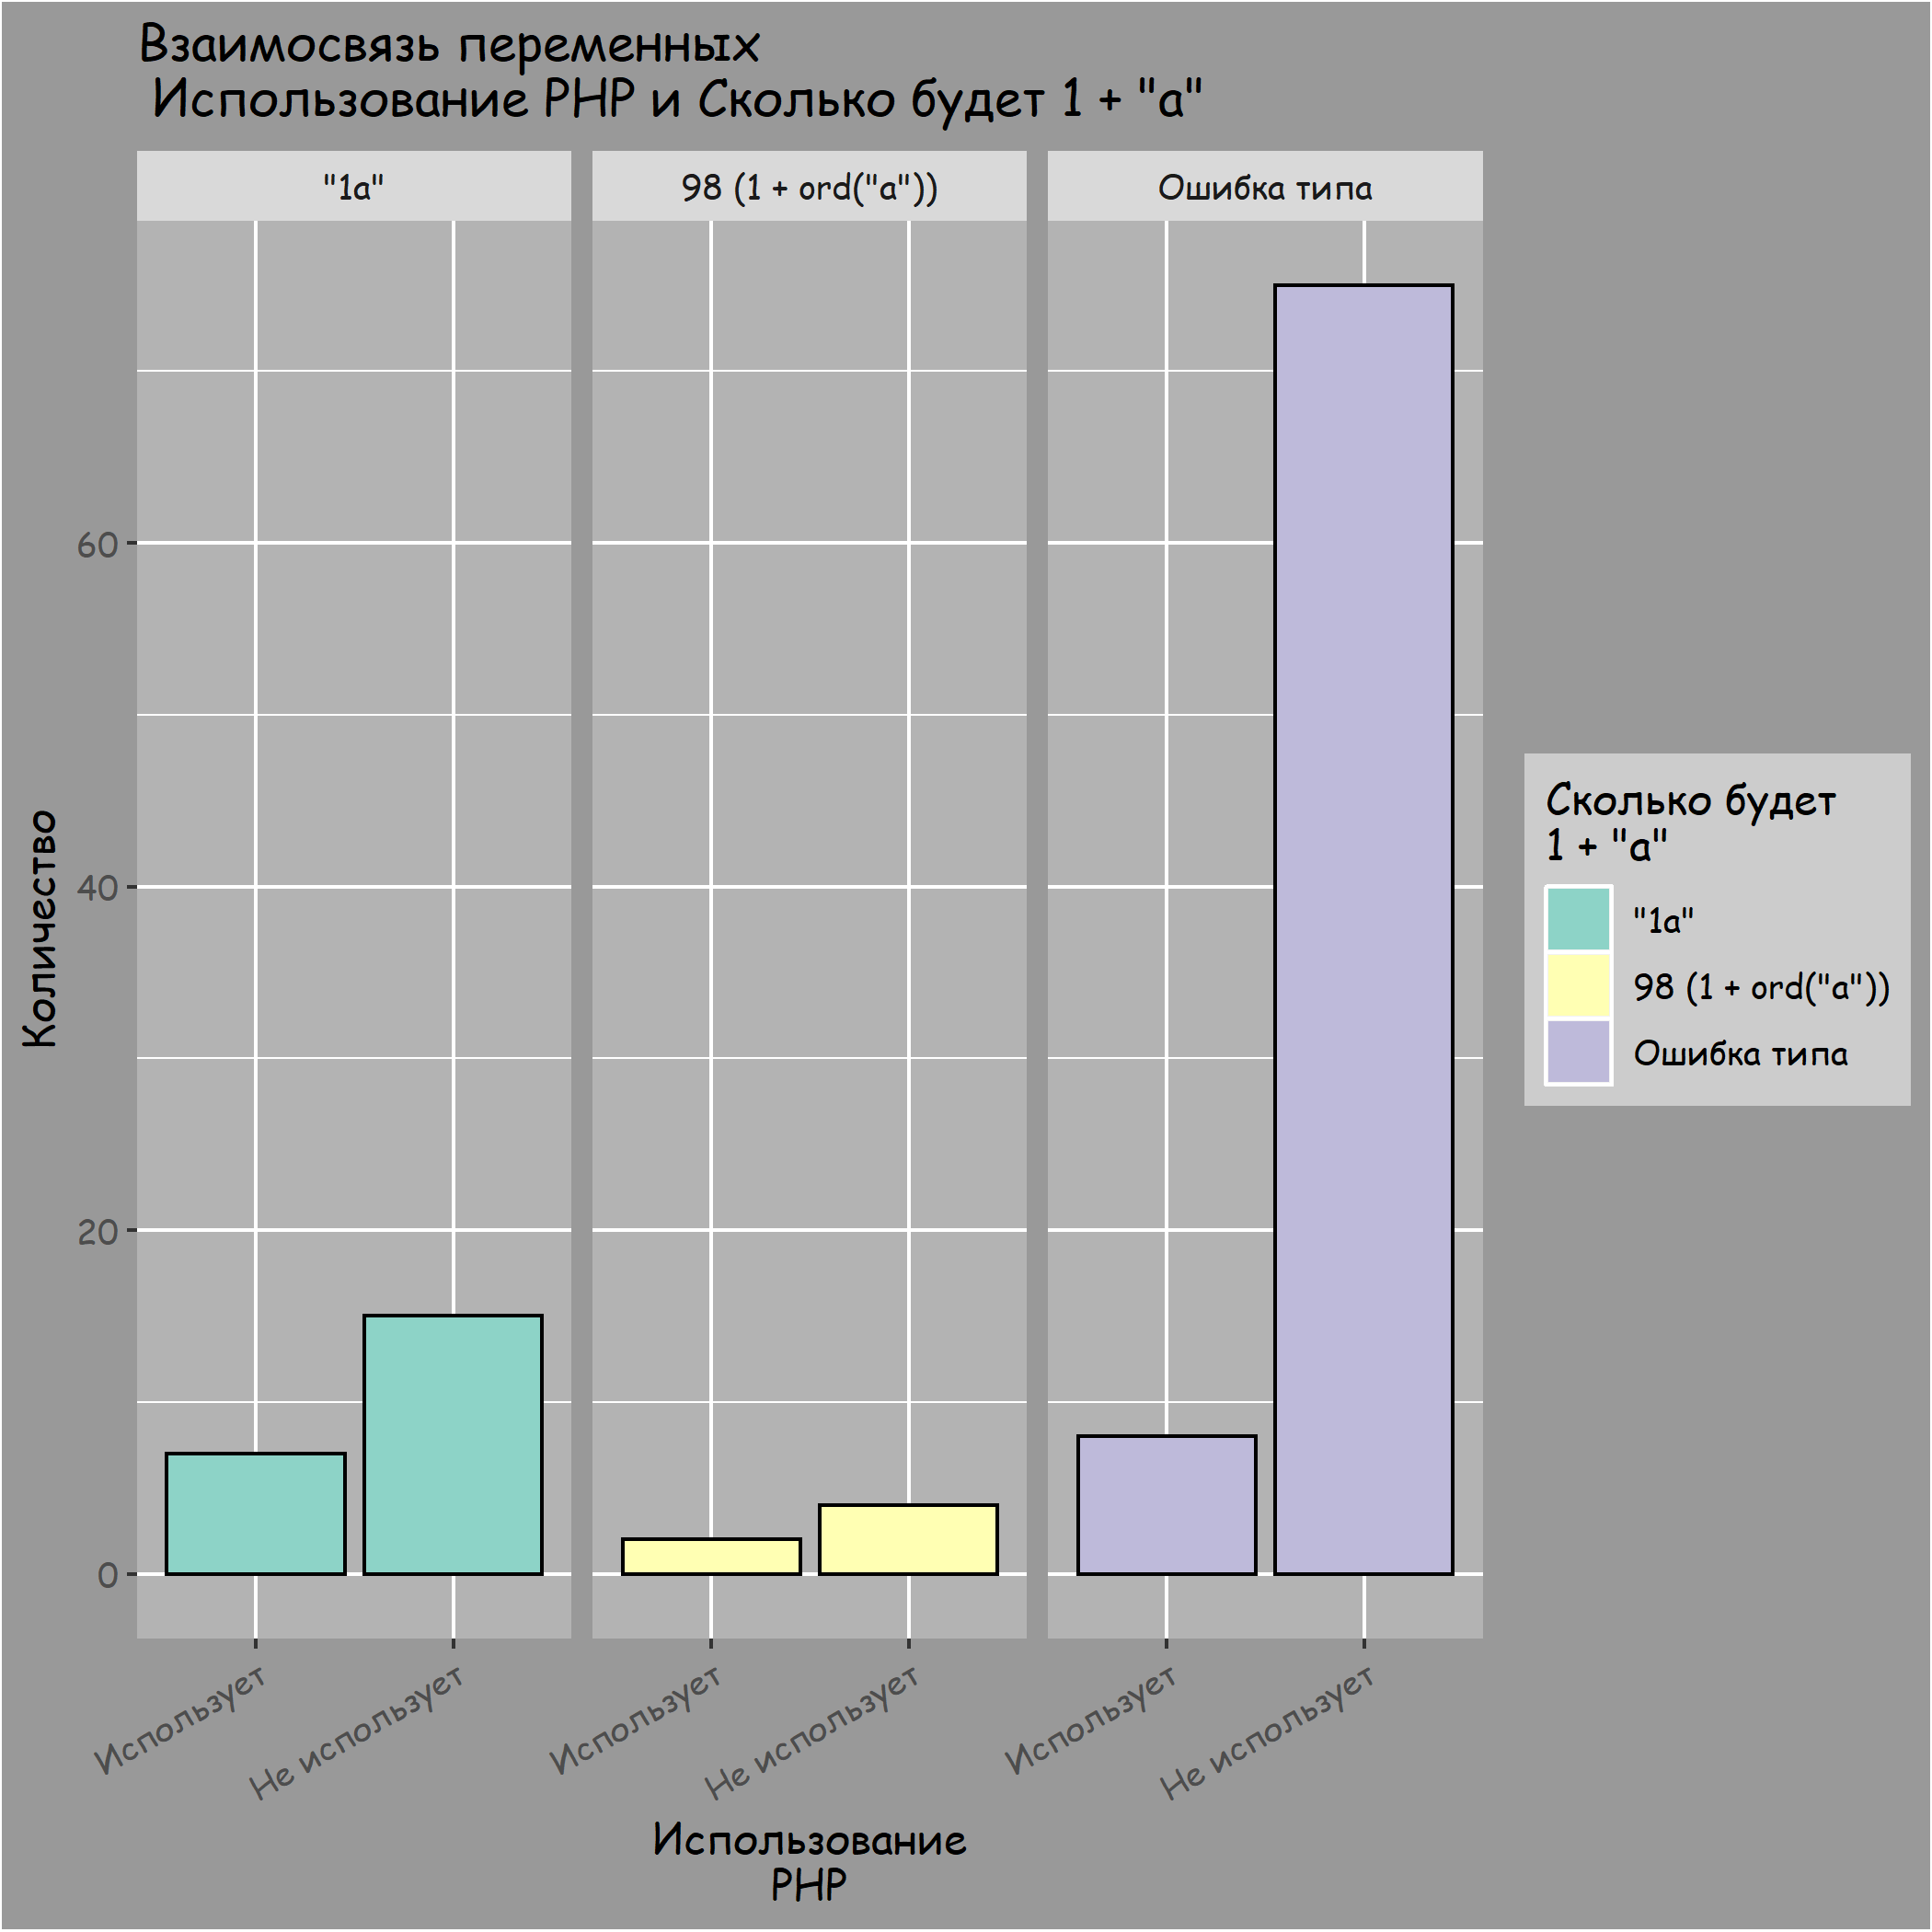 Взаимосвязь переменных
Использование PHP и Сколько будет 1 + "a"
"1a"
98 (1 + ord("a"))
Ошибка типа
Количество
60
40
20
0
Использует
Не использует
Использует
Не использует
Использует
Не использует
Использование
PHP
Сколько будет
1 + "a"
"1a"
98 (1 + ord("a"))
Ошибка типа